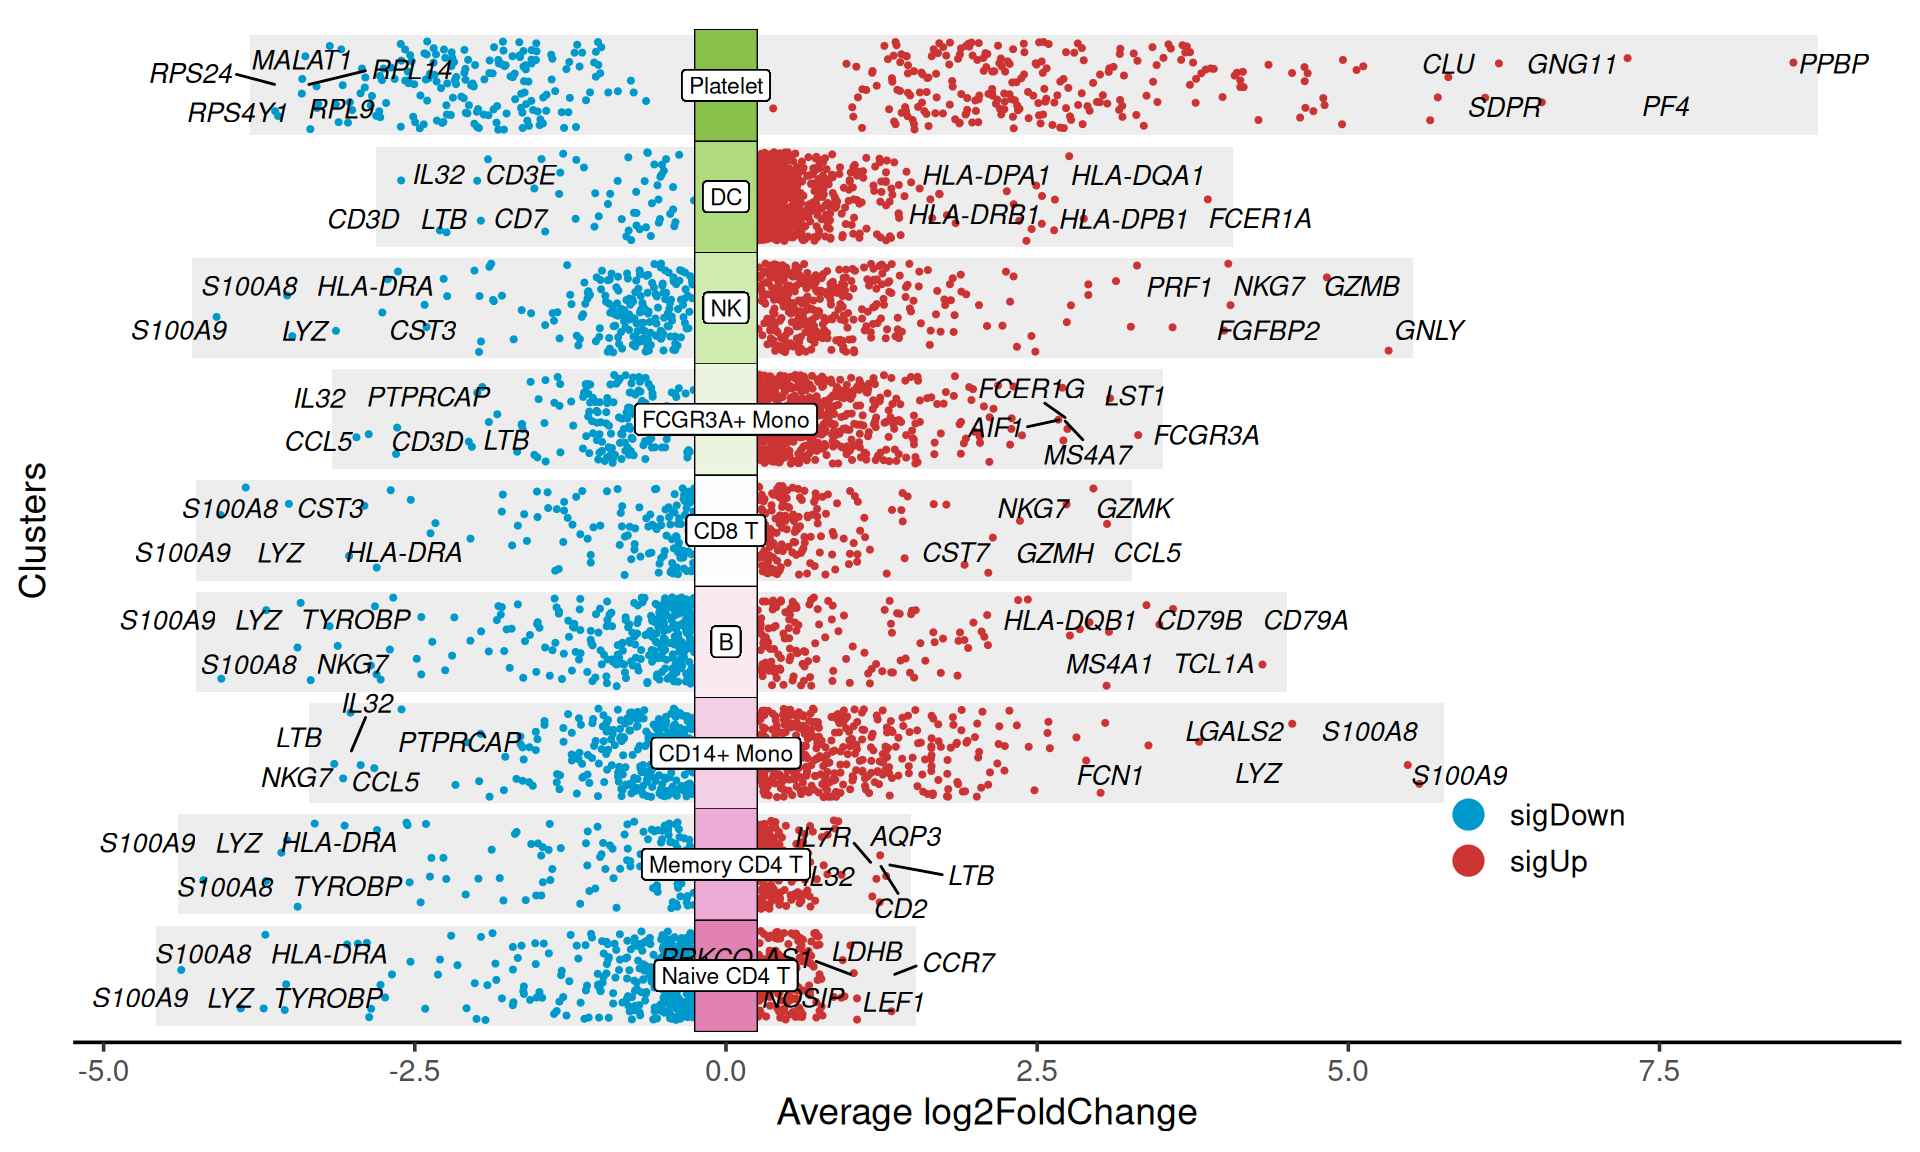 MALAT1
RPS24
RPL14
RPS4Y1
RPL9
Platelet
CLU
GNG11
PPBP
SDPR
PF4
IL32
CD3E
CD3D
LTB
CD7
DC
HLA-DPA1
HLA-DQA1
HLA-DRB1
HLA-DPB1
FCER1A
S100A8
HLA-DRA
S100A9
LYZ
CST3
NK
PRF1
NKG7
GZMB
FGFBP2
GNLY
IL32
PTPRCAP
CCL5
CD3D
LTB
FCGR3A+ Mono
FCER1G
LST1
AIF1
MS4A7
FCGR3A
S100A8
CST3
S100A9
LYZ
HLA-DRA
CD8 T
NKG7
GZMK
CST7
GZMH
CCL5
S100A9
LYZ
TYROBP
S100A8
NKG7
B
HLA-DQB1
CD79B
CD79A
MS4A1
TCL1A
IL32
LTB
PTPRCAP
NKG7
CCL5
CD14+ Mono
LGALS2
S100A8
FCN1
LYZ
S100A9
S100A9
LYZ
HLA-DRA
S100A8
TYROBP
Memory CD4 T
IL7R
AQP3
IL32
LTB
CD2
S100A8
HLA-DRA
S100A9
LYZ
TYROBP
PRKCQ-AS1
Naive CD4 T
LDHB
CCR7
NOSIP
LEF1
Clusters
sigDown
sigUp
-5.0
-2.5
0.0
2.5
5.0
7.5
Average log2FoldChange